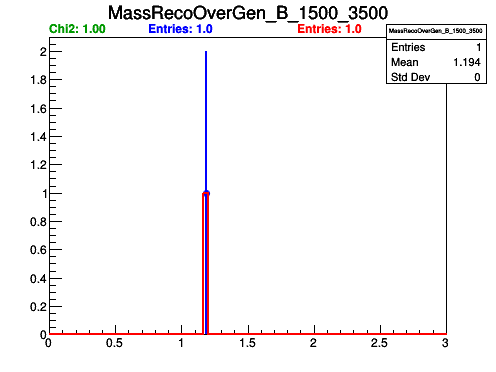 MassRecoOverGen_B_1500_3500
Chi2: 1.00 Entries: 1.0 Entries: 1.0
MassRecoOverGen_B_1500_3500
Entries 1
Mean 1.194
Std Dev 0
2
1.8
1.6
1.4
1.2
1
0.8
0.6
0.4
0.2
0
0 0.5 1 1.5 2 2.5 3